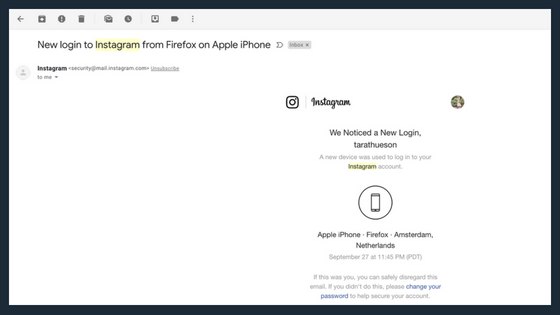 New login to Instagram from Firefox on Apple iPhone
Inbox ×
Instagram <security@mail.instagram.com> Unsubscribe
to me
Instagram
We Noticed a New Login,
tarathueson
A new device was used to log in to your
Instagram account.
Apple iPhone · Firefox · Amsterdam,
Netherlands
September 27 at 11:45 PM (PDT)
If this was you, you can safely disregard this
email. If you didn't do this, please change your
password to help secure your account.